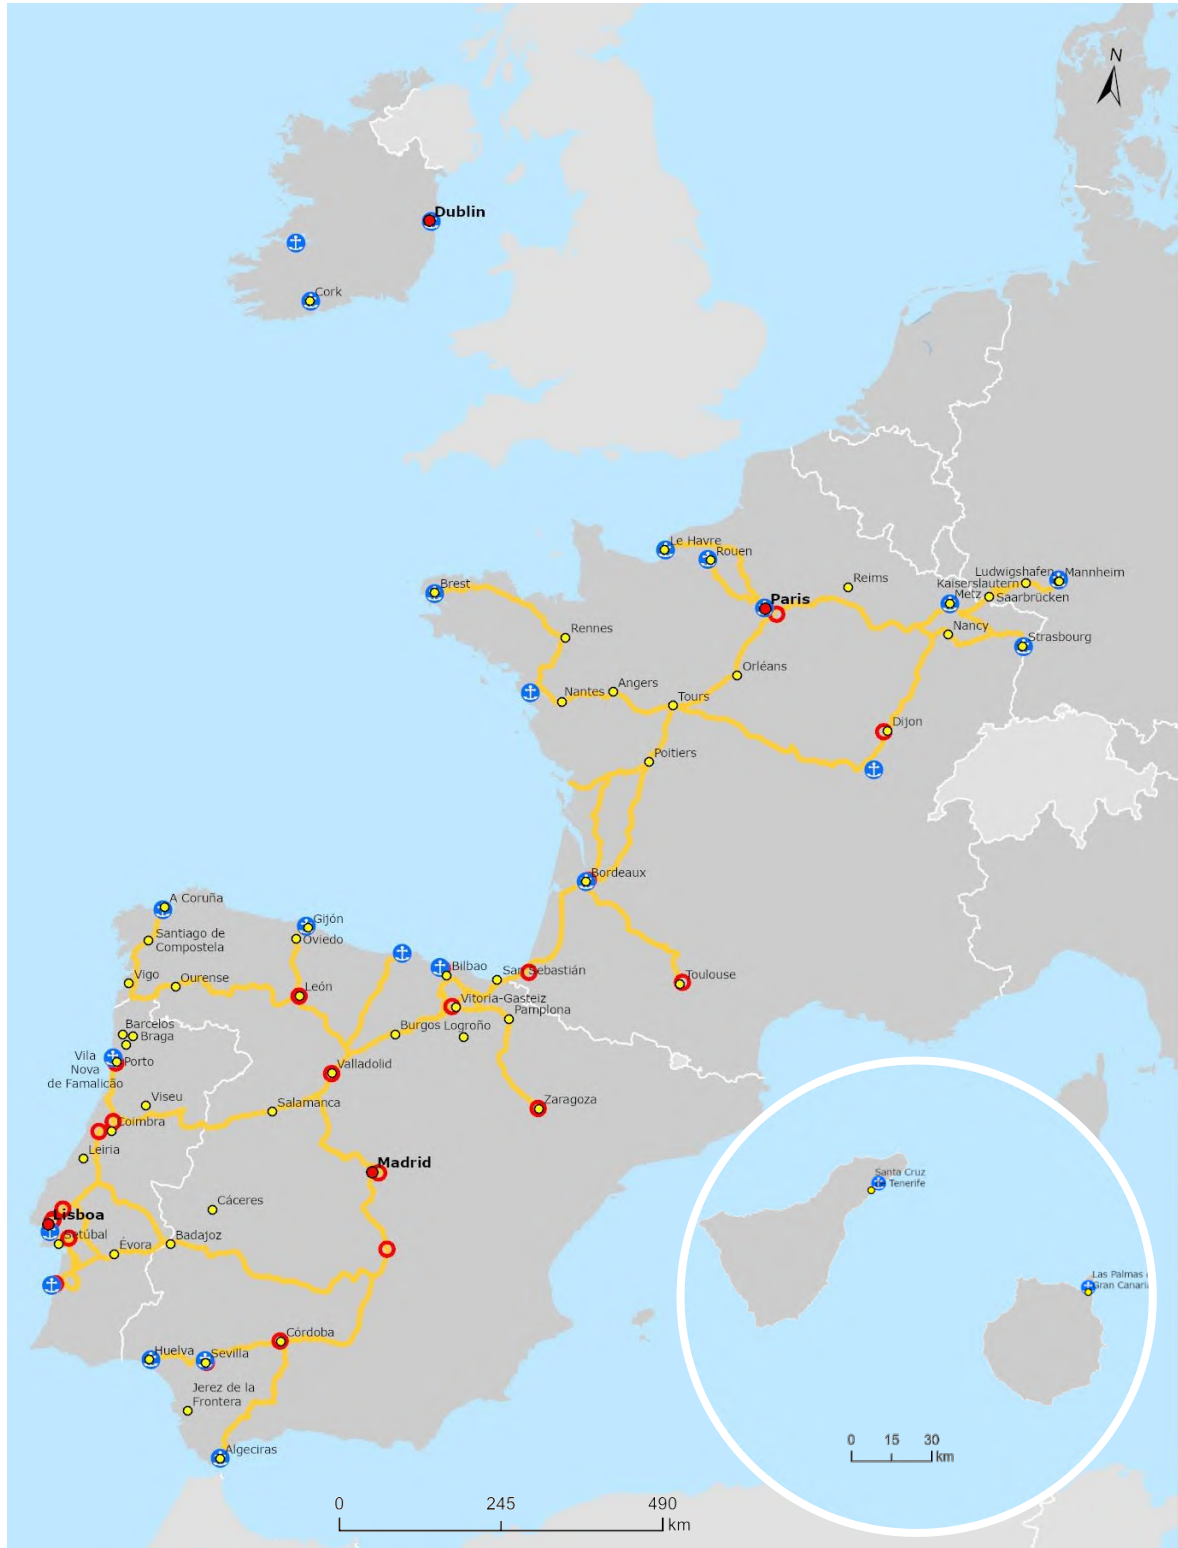 N
Dublin
Cork
Le Havre
Rouen
Brest
Reims
Paris
Ludwigshafen
Mannheim
Kaiserslautern
Metz
Saarbrücken
Nancy
Strasbourg
Rennes
Orléans
Angers
Nantes
Tours
Dijon
Poitiers
Bordeaux
A Coruña
Gijón
Santiago de
Compostela
Oviedo
Bilbao
San Sebastián
Toulouse
Vigo
Ourense
León
Vitoria-Gasteiz
Pamplona
Barcelos
Braga
Burgos
Logroño
Vila
Nova
de Famalicão
Porto
Valladolid
Viseu
Salamanca
Zaragoza
Coimbra
Leiria
Madrid
Santa Cruz
Tenerife
Cáceres
Lisboa
Setúbal
Évora
Badajoz
Las Palmas
Gran Canaria
Córdoba
Huelva
Sevilla
Jerez de la
Frontera
Algeciras
0 15 30
km
0 245 490
km